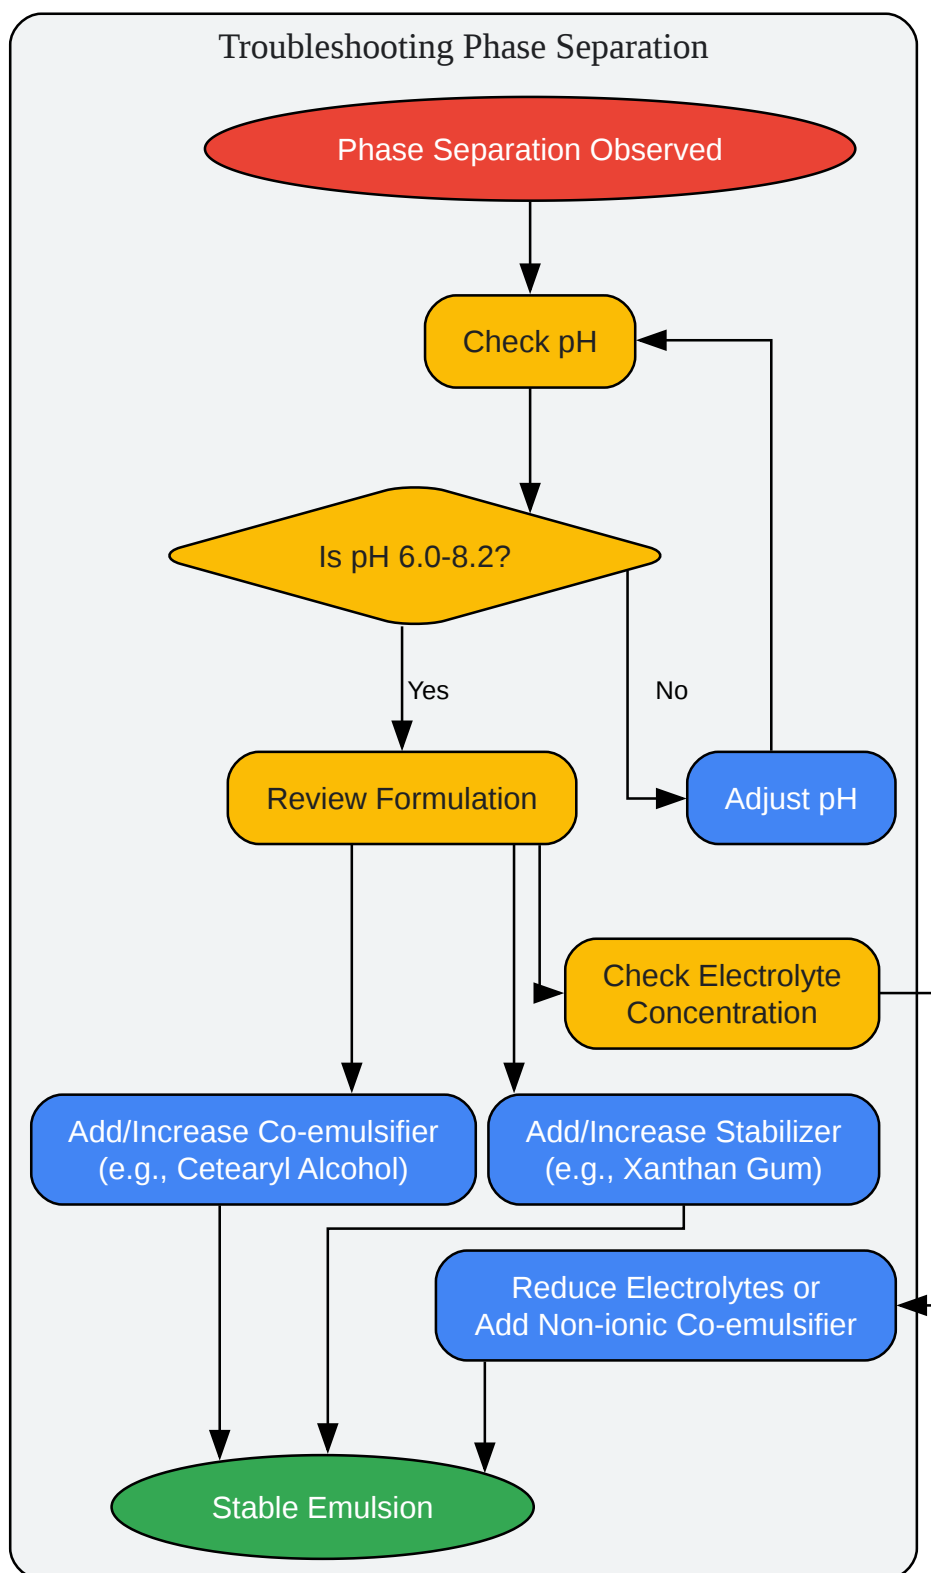 Troubleshooting Phase Separation
Phase Separation Observed
Check pH
Is pH 6.0-8.2?
Yes
No
Review Formulation
Adjust pH
Check Electrolyte
Concentration
Add/Increase Co-emulsifier
(e.g., Cetearyl Alcohol)
Add/Increase Stabilizer
(e.g., Xanthan Gum)
Reduce Electrolytes or
Add Non-ionic Co-emulsifier
Stable Emulsion